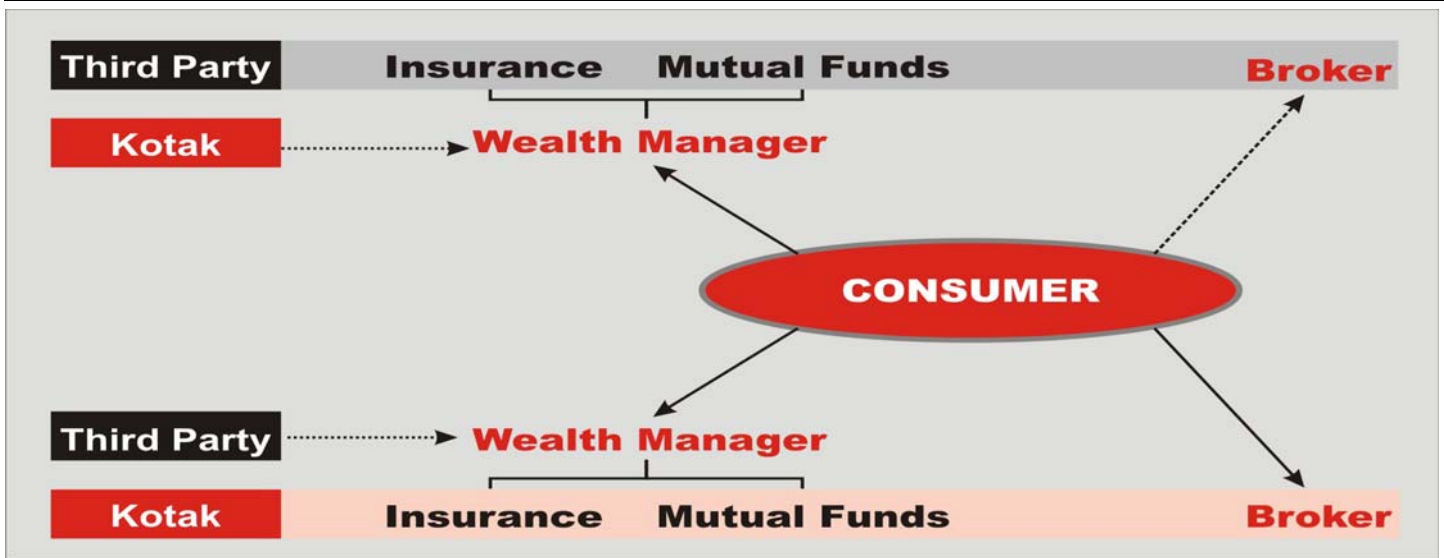 Third Party Insurance Mutual Funds Broker
Kotak Wealth Manager
CONSUMER
Third Party Wealth Manager
Kotak Insurance Mutual Funds Broker